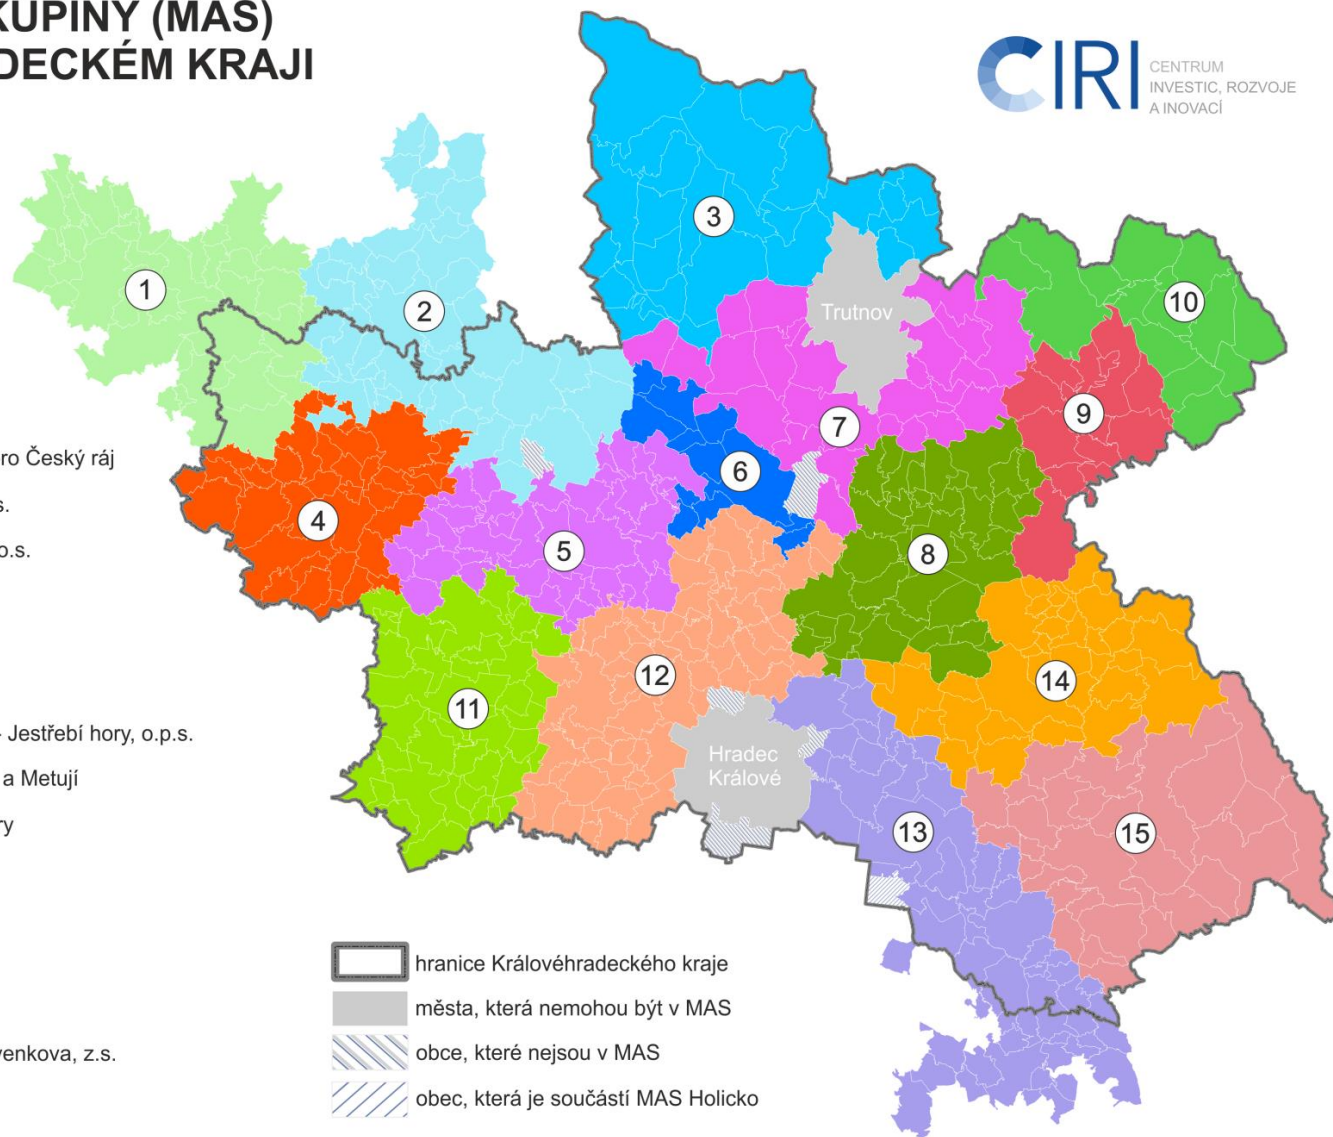 KUPINY (MAS)
DECKÉM KRAJI
CIRI
CENTRUM
INVESTIC, ROZVOJE
A INOVACÍ
3
1
2
10
Trutnov
9
7
ro Český ráj
6
s.
4
o.s.
5
8
14
12
11
- Jestřebí hory, o.p.s.
Hradec
Králové
a Metují
ry
13
15
hranice Královéhradeckého kraje
města, která nemohou být v MAS
venkova, z.s.
obce, které nejsou v MAS
obec, která je součástí MAS Holicko